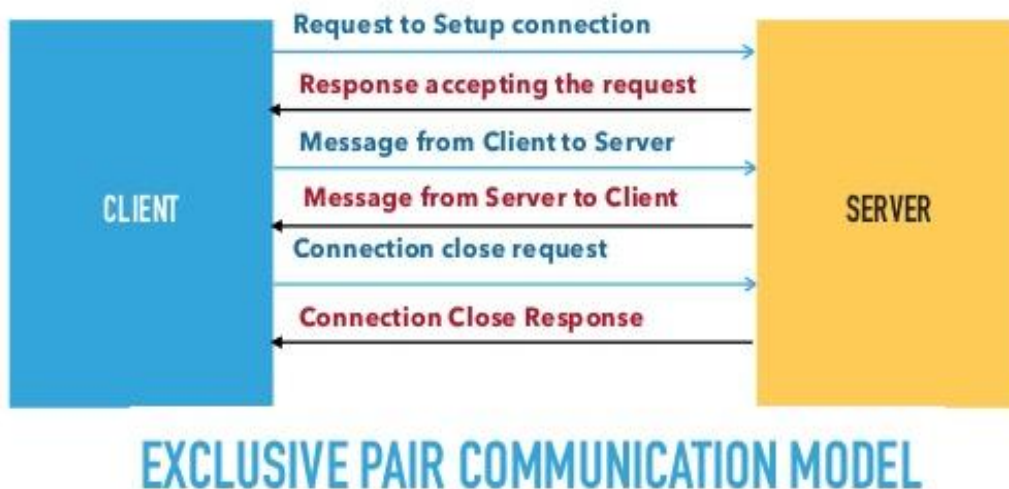 Request to Setup connection
Response accepting the request
Message from Client to Server
CLIENT
Message from Server to Client
SERVER
Connection close request
Connection Close Response
EXCLUSIVE PAIR COMMUNICATION MODEL